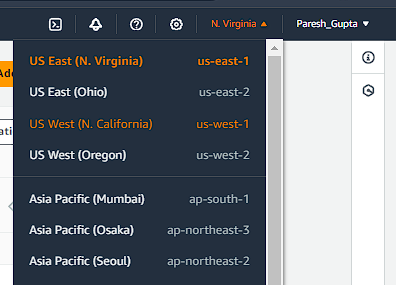 N. Virginia ▲ Paresh_Gupta ▼
US East (N. Virginia) us-east-1
US East (Ohio) us-east-2
US West (N. California) us-west-1
US West (Oregon) us-west-2
Asia Pacific (Mumbai) ap-south-1
Asia Pacific (Osaka) ap-northeast-3
Asia Pacific (Seoul) ap-northeast-2